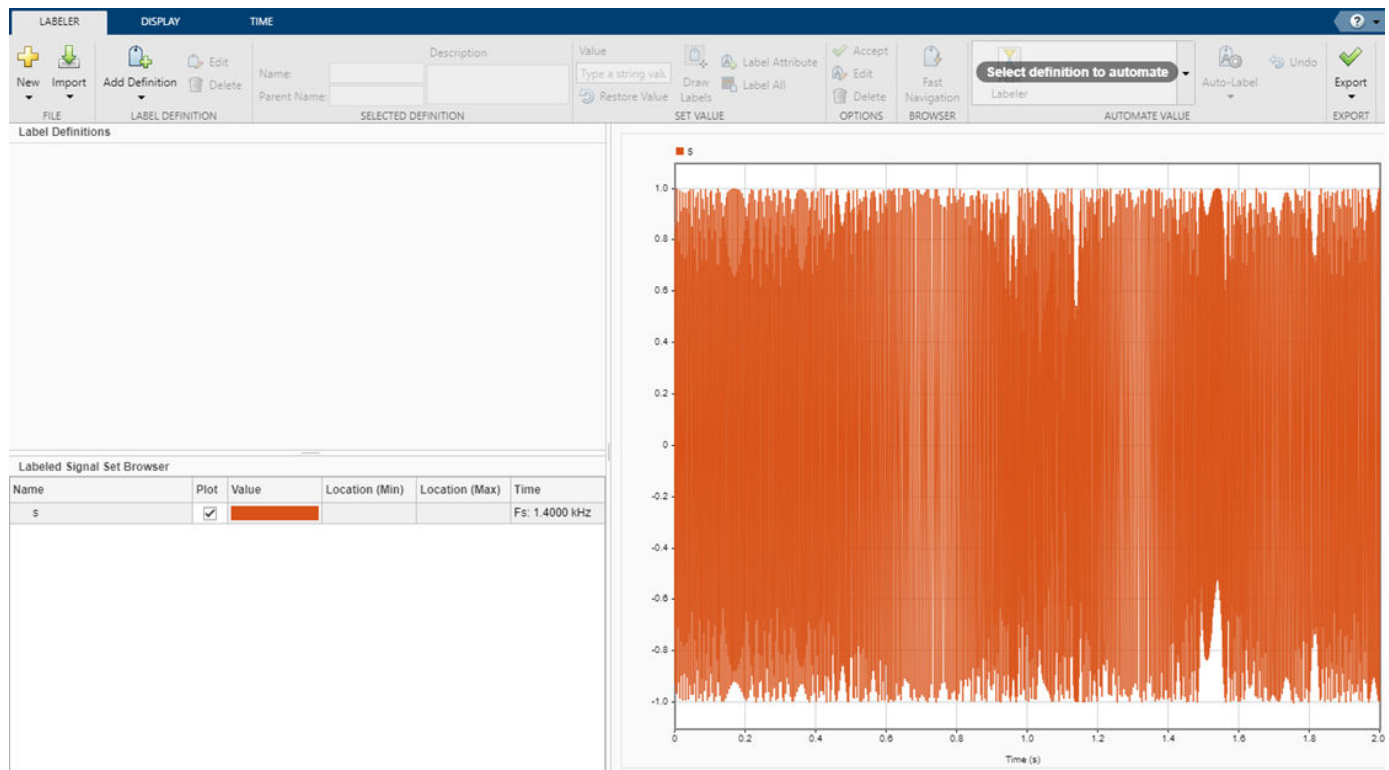 LABELER DISPLAY TIME
?
New
Import
Add Definition
Edit
Delete
Name:
Parent Name:
Description
Value
Type a string valu
Restore Value
Draw
Labels
Label Attribute
Label All
Accept
Edit
Delete
Fast
Navigation
Select definition to automate
Labeler
Auto-Label
Undo
Export
FILE LABEL DEFINITION SELECTED DEFINITION SET VALUE OPTIONS BROWSER AUTOMATE VALUE EXPORT
Label Definitions
Labeled Signal Set Browser
Name Plot Value Location (Min) Location (Max) Time
s Fs: 1.4000 kHz
s
1.0
0.8
0.6
0.4
0.2
0
-0.2
-0.4
-0.6
-0.8
-1.0
0 0.2 0.4 0.6 0.8 1.0 1.2 1.4 1.6 1.8 2.0
Time (s)